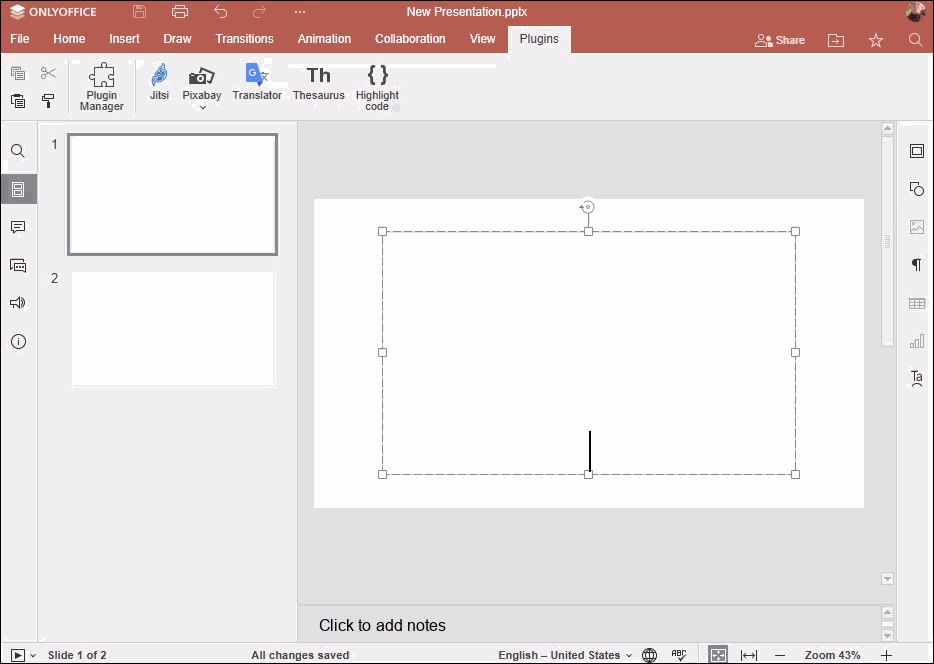 ONLYOFFICE
New Presentation.pptx
File Home Insert Draw Transitions Animation Collaboration View Plugins Share
Plugin Manager Jitsi Pixabay Translator Thesaurus Highlight code
1
2
Click to add notes
Slide 1 of 2 All changes saved English – United States Zoom 43%